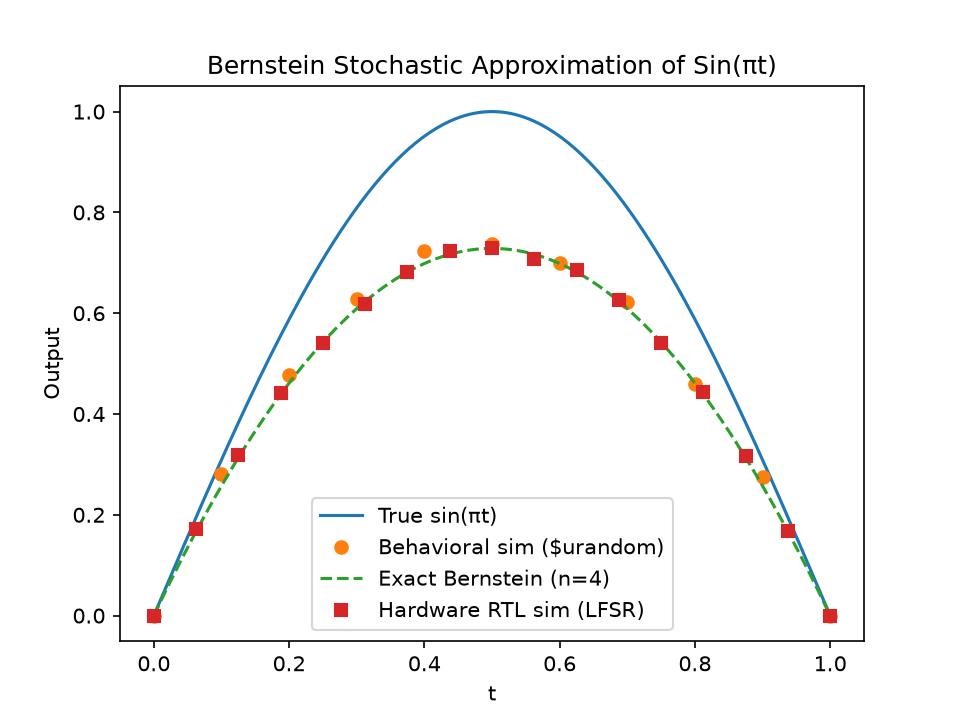 Bernstein Stochastic Approximation of Sin(πt)
1.0
0.8
0.6
0.4
0.2
0.0
Output
True sin(πt)
Behavioral sim ($urandom)
Exact Bernstein (n=4)
Hardware RTL sim (LFSR)
0.0 0.2 0.4 0.6 0.8 1.0
t